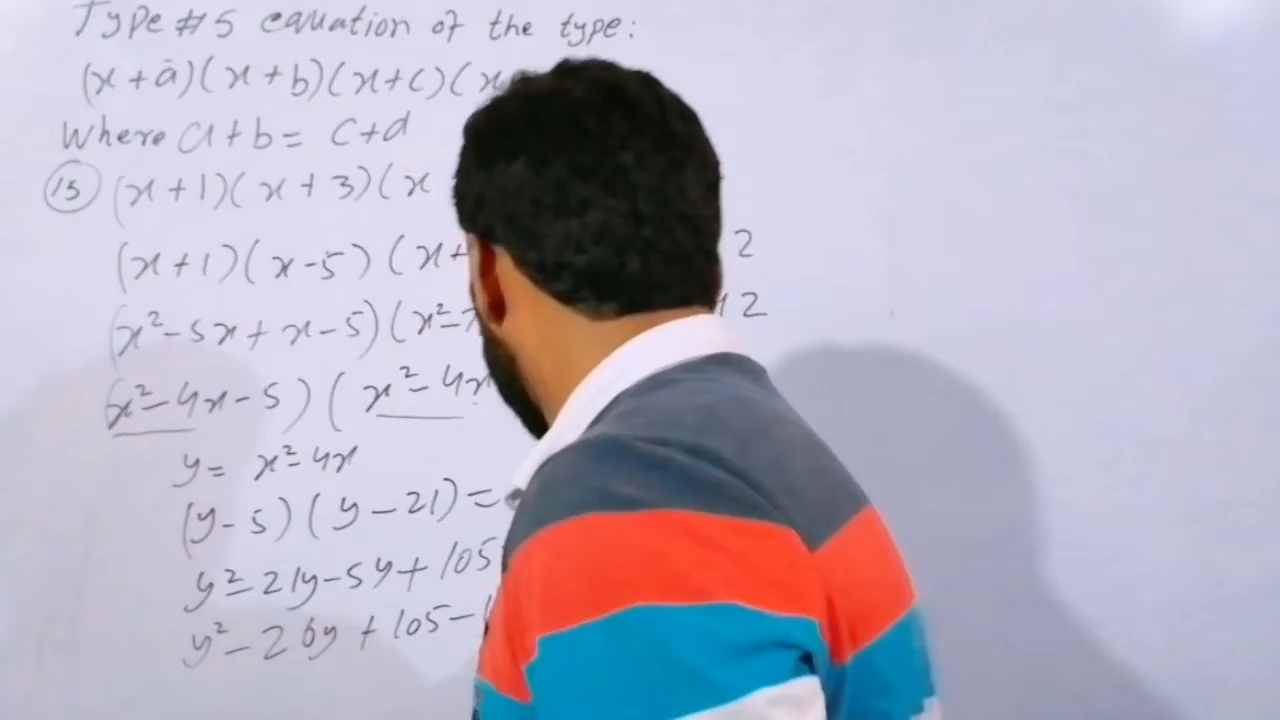 Type #5 equation of the type:
(x+a)(x+b)(x+c)(x
Where a+b= c+d
15 (x+1)(x+3)(x
(x+1)(x-5)(x+ 2
(x²-5x+x-5)(x²- 12
(x²-4x-5)(x²-4x
y= x²-4x
(y-5)(y-21)=
y²-21y-5y+105
y²-26y+105-